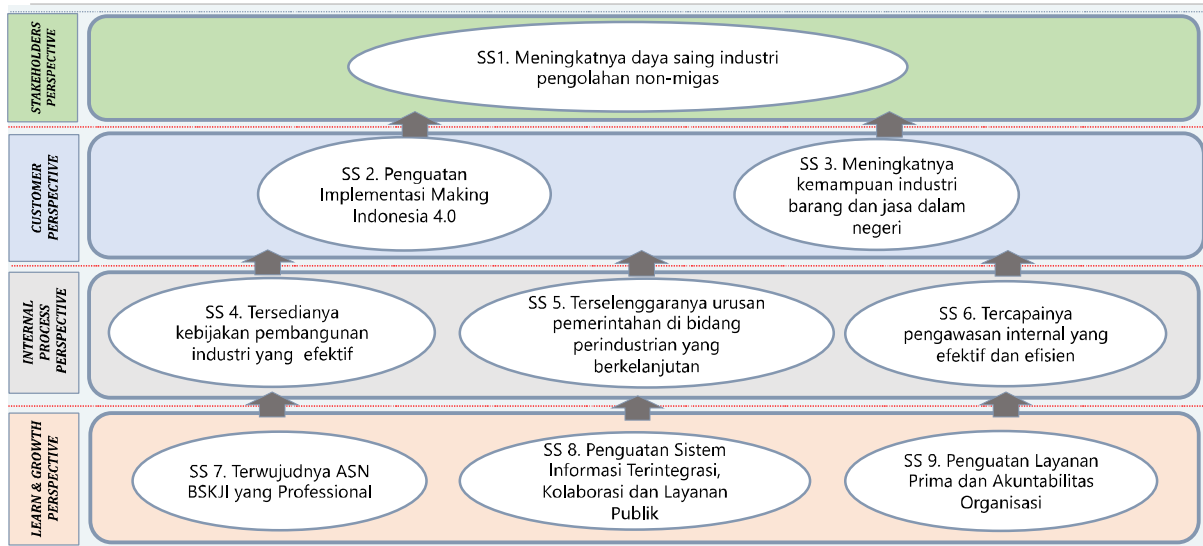 STAKEHOLDERS
PERSPECTIVE
SS1. Meningkatnya daya saing industri
pengolahan non-migas
CUSTOMER
PERSPECTIVE
SS 2. Penguatan
Implementasi Making
Indonesia 4.0
SS 3. Meningkatnya
kemampuan industri
barang dan jasa dalam
negeri
INTERNAL
PROCESS
PERSPECTIVE
SS 4. Tersedianya
kebijakan pembangunan
industri yang efektif
SS 5. Terselenggaranya urusan
pemerintahan di bidang
perindustrian yang
berkelanjutan
SS 6. Tercapainya
pengawasan internal yang
efektif dan efisien
LEARN & GROWTH
PERSPECTIVE
SS 7. Terwujudnya ASN
BSKJI yang Professional
SS 8. Penguatan Sistem
Informasi Terintegrasi,
Kolaborasi dan Layanan
Publik
SS 9. Penguatan Layanan
Prima dan Akuntabilitas
Organisasi